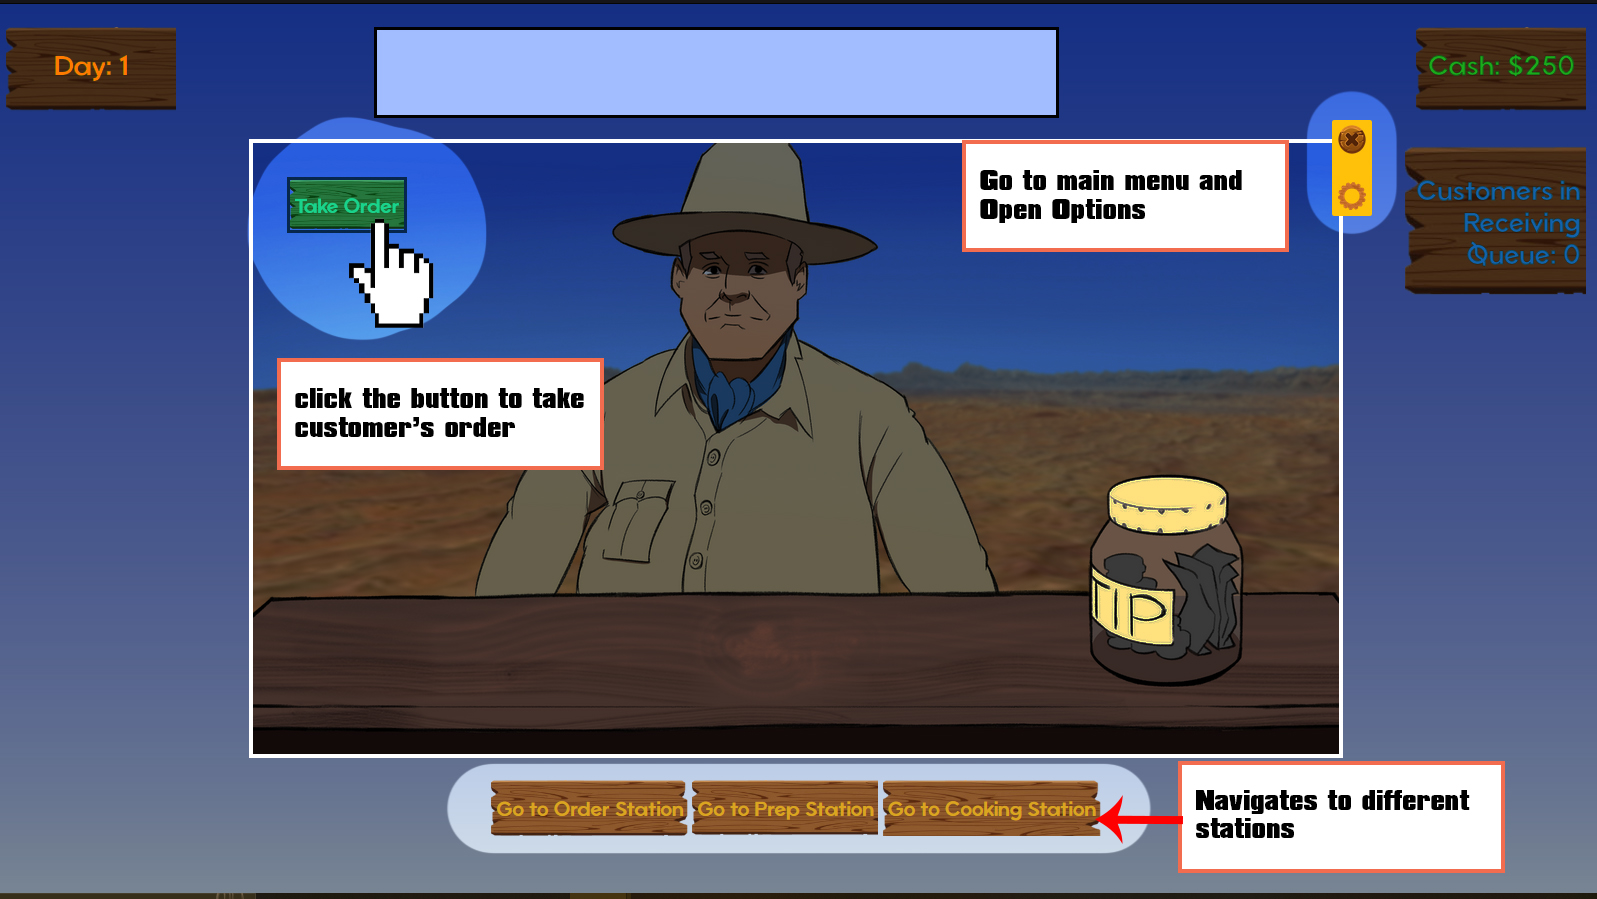 Day: 1
Cash: $250
Take Order
Go to main menu and
Open Options
Customers in
Receiving
Queue: 0
click the button to take
customer's order
TIP
Go to Order Station
Go to Prep Station
Go to Cooking Station
Navigates to different
stations